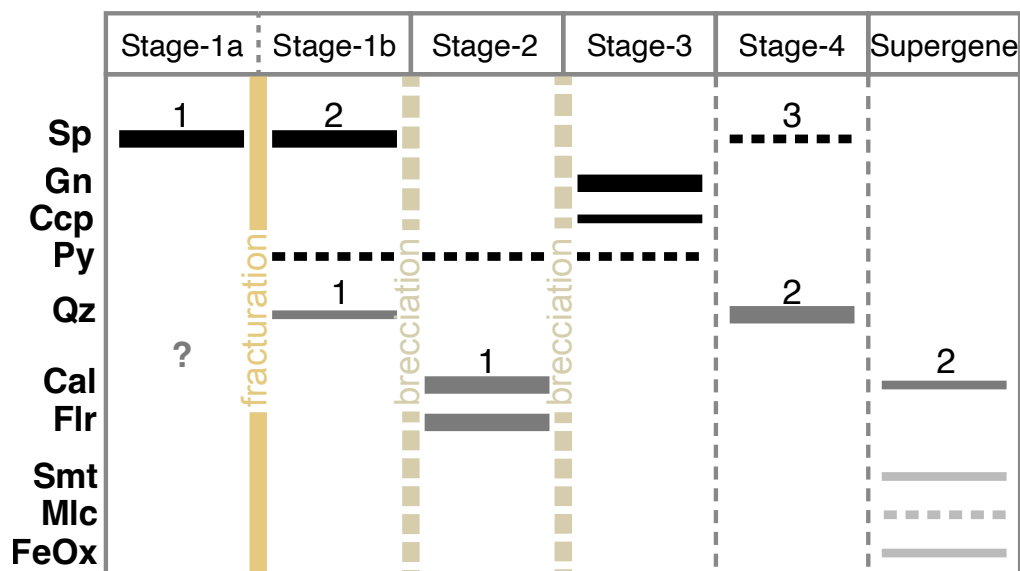 Stage-1a Stage-1b Stage-2 Stage-3 Stage-4 Supergene
Sp 1 2 3
Gn
Ccp
Py
Qz 1 2
?
Cal 1 2
Flr
Smt
Mlc
FeOx
fracturation
brecciation
brecciation